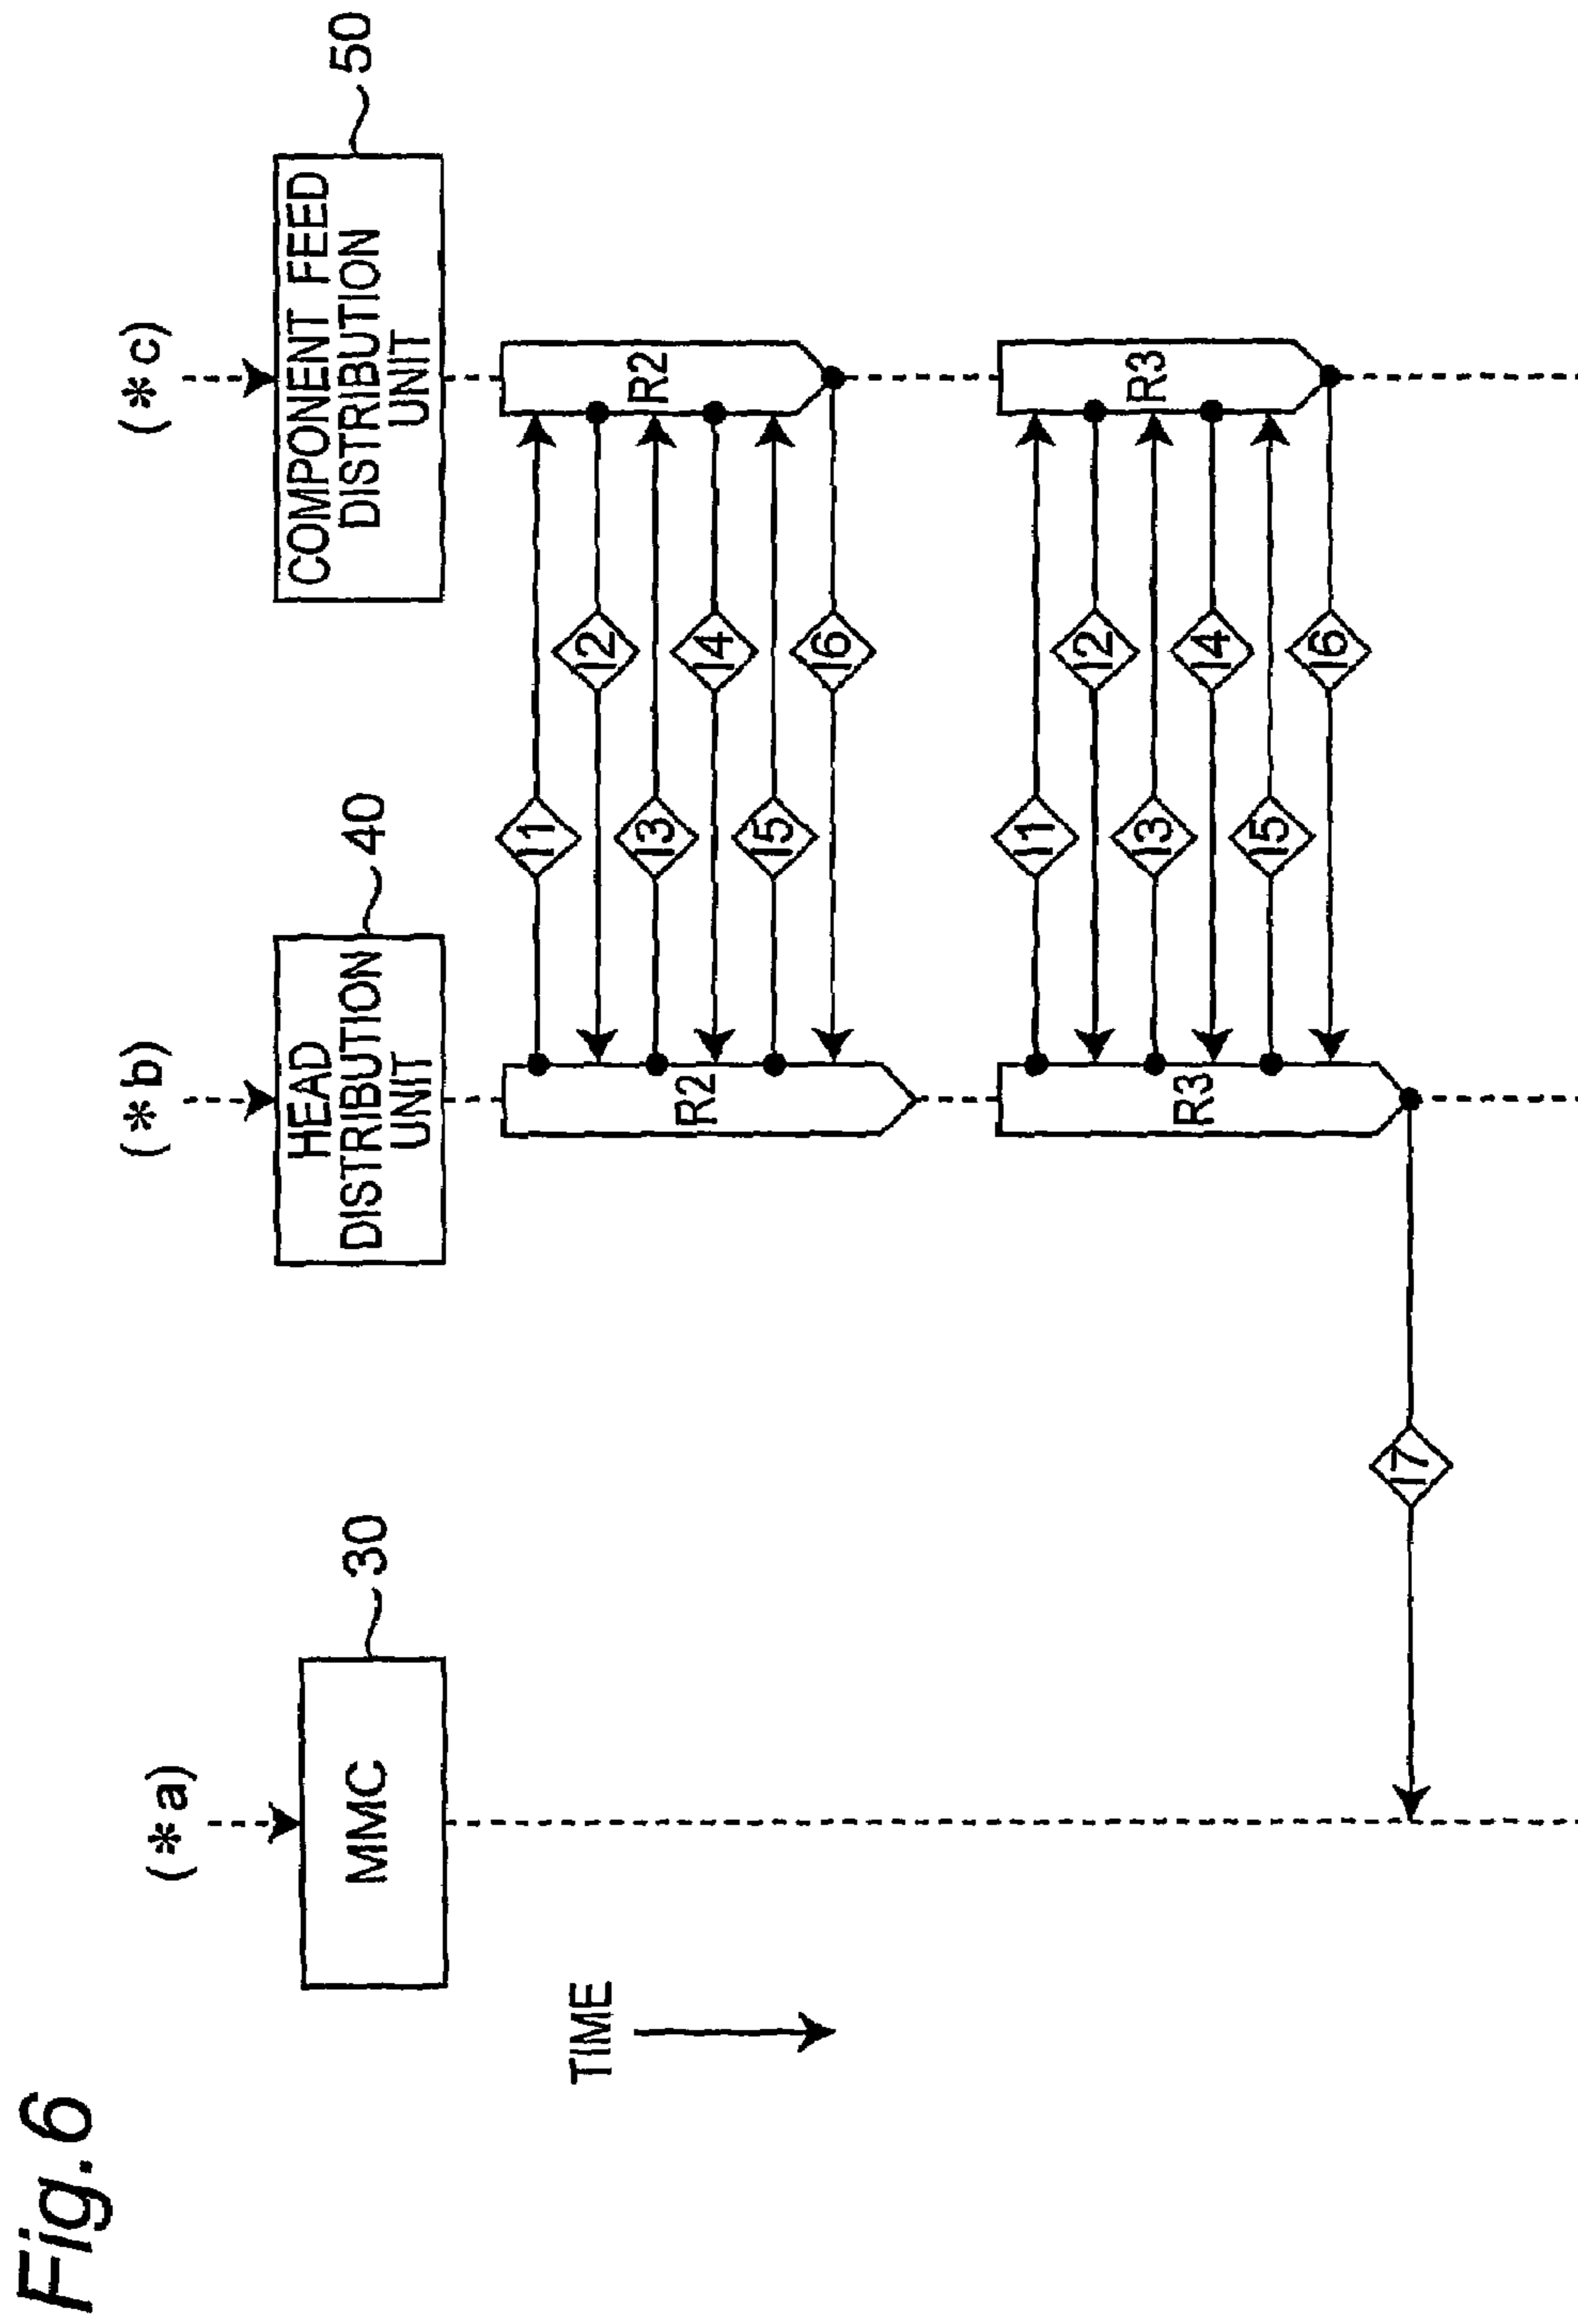 Fig.6
(*a)
(*b)
(*c)
MMC
30
HEAD
DISTRIBUTION
UNIT
40
COMPONENT FEED
DISTRIBUTION
UNIT
50
TIME
R2
R2
11
12
13
14
15
16
R3
R3
11
12
13
14
15
16
17